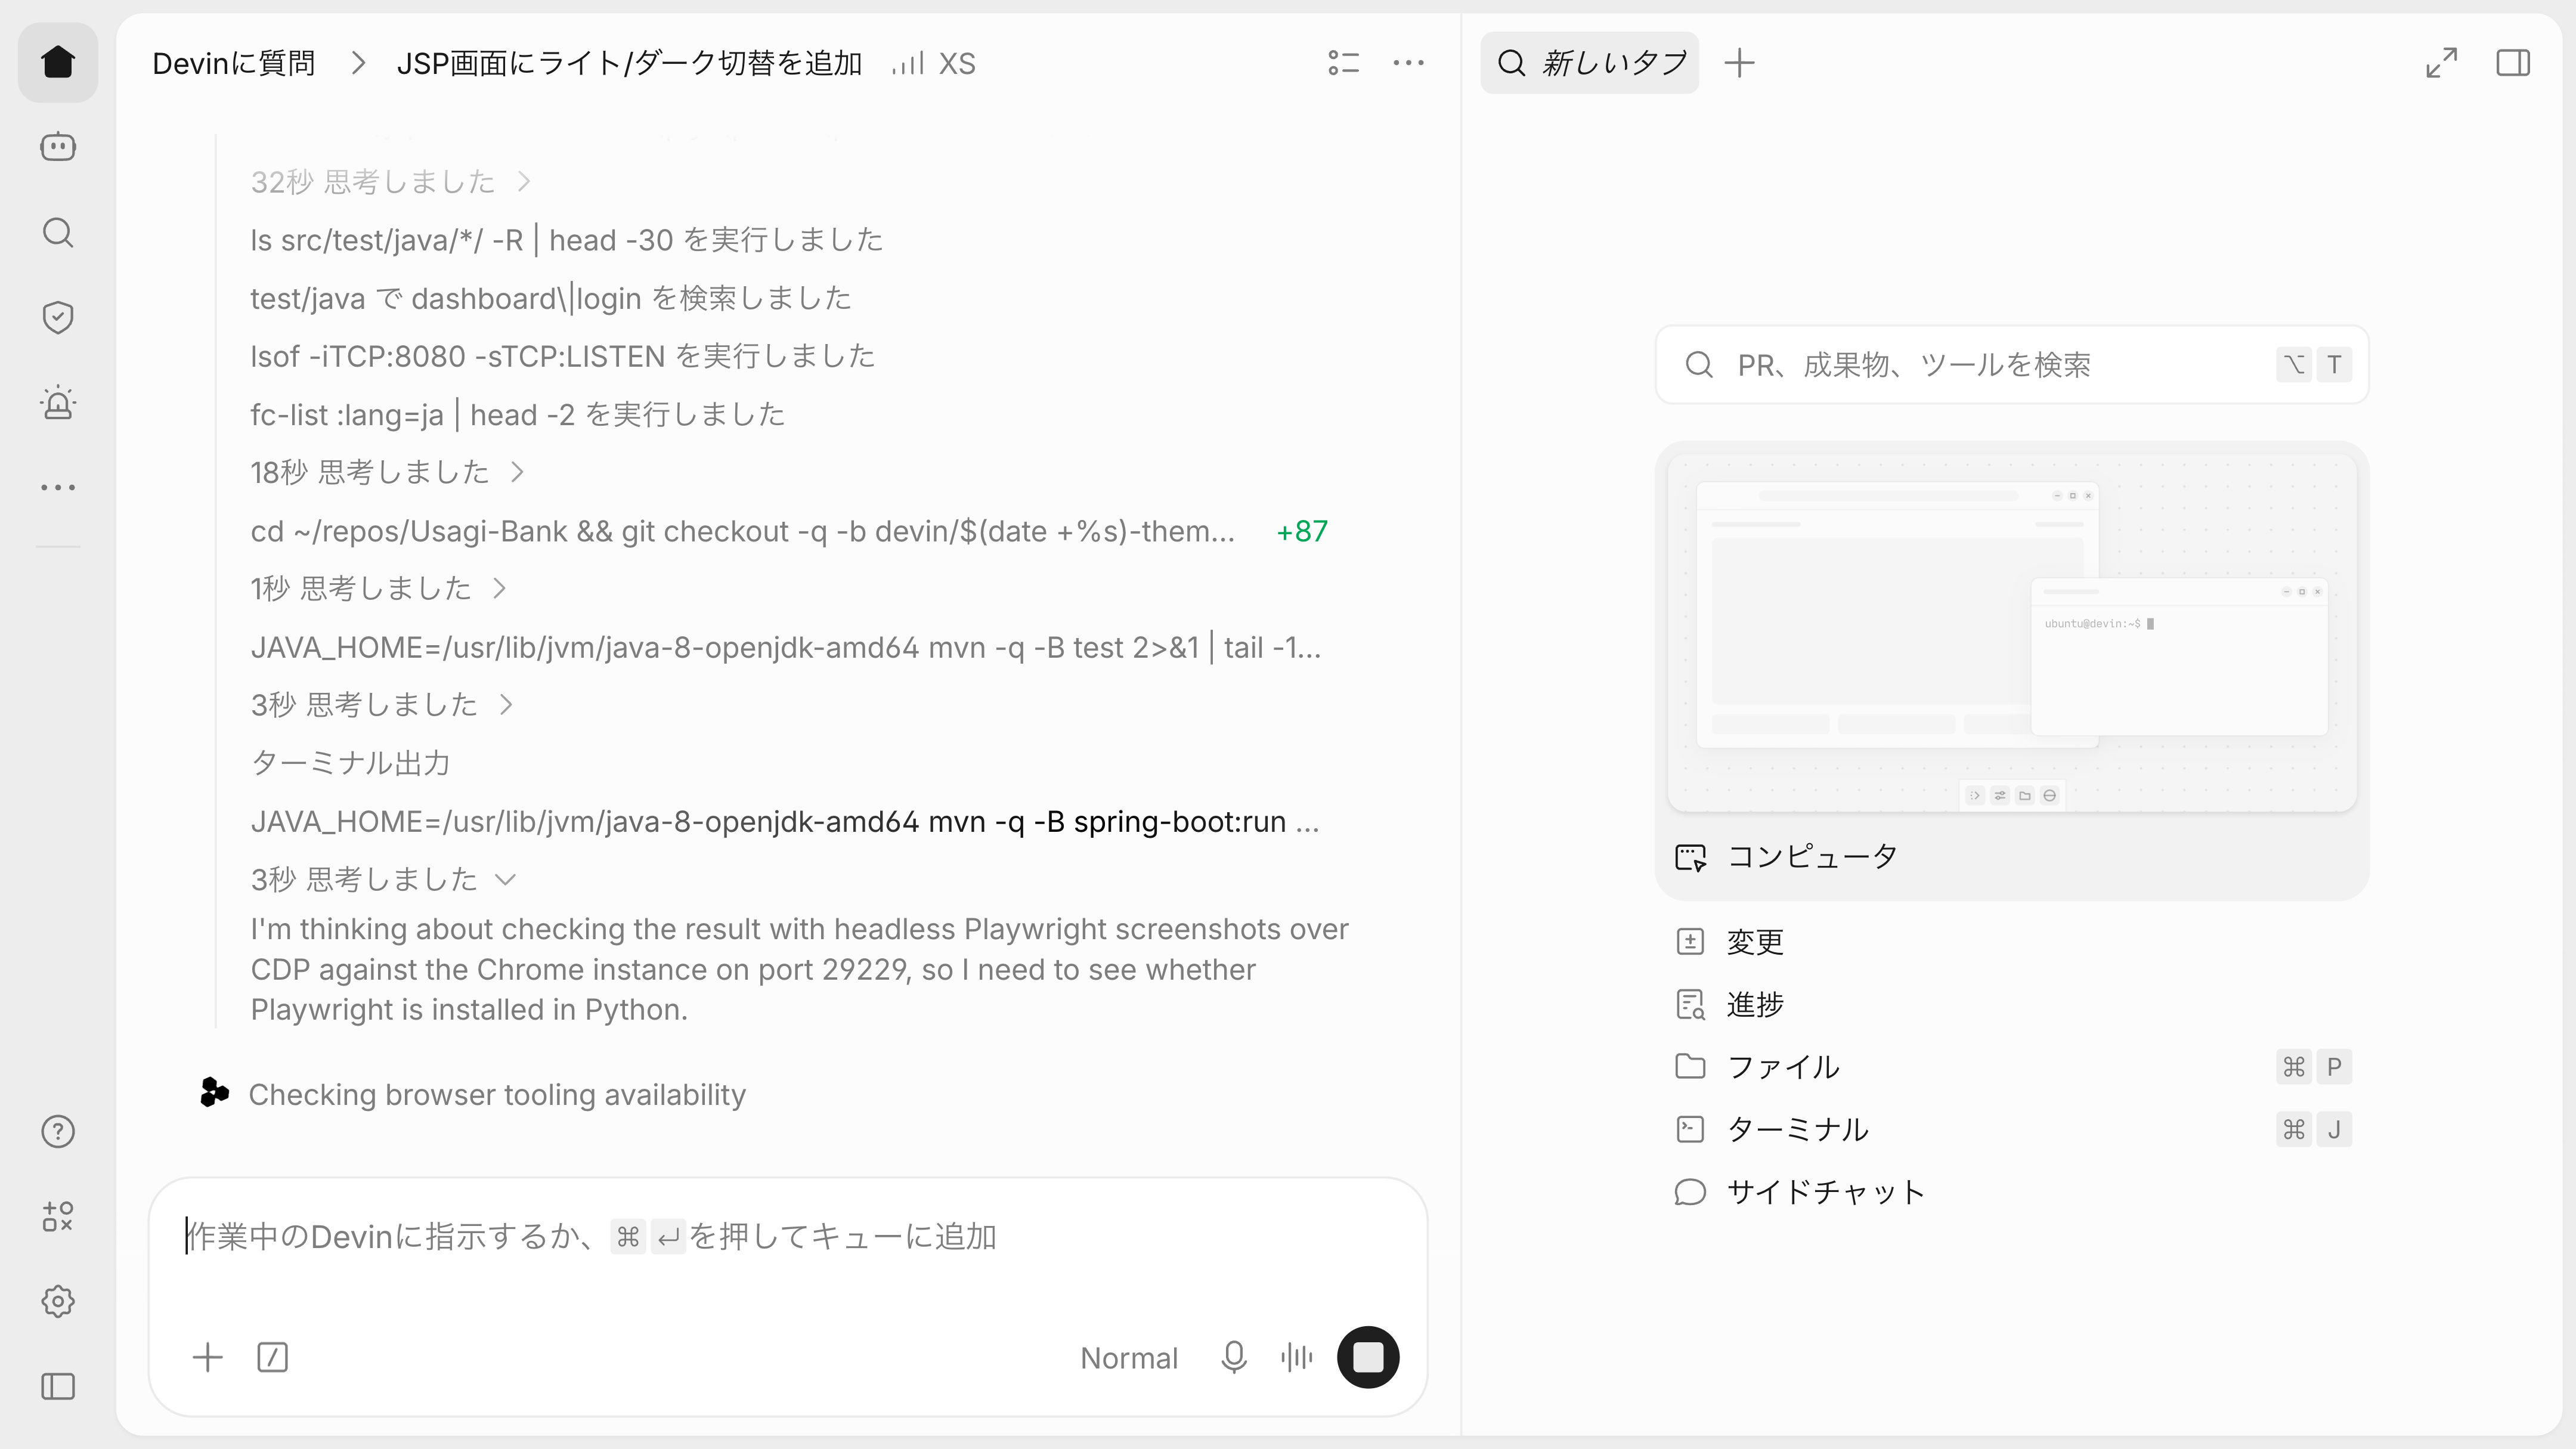 Devinに質問
JSP画面にライト/ダーク切替を追加
XS
32秒 思考しました
ls src/test/java/*/ -R | head -30 を実行しました
test/java で dashboard\|login を検索しました
lsof -iTCP:8080 -sTCP:LISTEN を実行しました
fc-list :lang=ja | head -2 を実行しました
18秒 思考しました
cd ~/repos/Usagi-Bank && git checkout -q -b devin/$(date +%s)-them... +87
1秒 思考しました
JAVA_HOME=/usr/lib/jvm/java-8-openjdk-amd64 mvn -q -B test 2>&1 | tail -1...
3秒 思考しました
ターミナル出力
JAVA_HOME=/usr/lib/jvm/java-8-openjdk-amd64 mvn -q -B spring-boot:run ...
3秒 思考しました
I'm thinking about checking the result with headless Playwright screenshots over
CDP against the Chrome instance on port 29229, so I need to see whether
Playwright is installed in Python.
Checking browser tooling availability
作業中のDevinに指示するか、⌘ ↵ を押してキューに追加
Normal
新しいタブ
PR、成果物、ツールを検索 ⌥ T
ubuntu@devin:~$
コンピュータ
変更
進捗
ファイル ⌘ P
ターミナル ⌘ J
サイドチャット